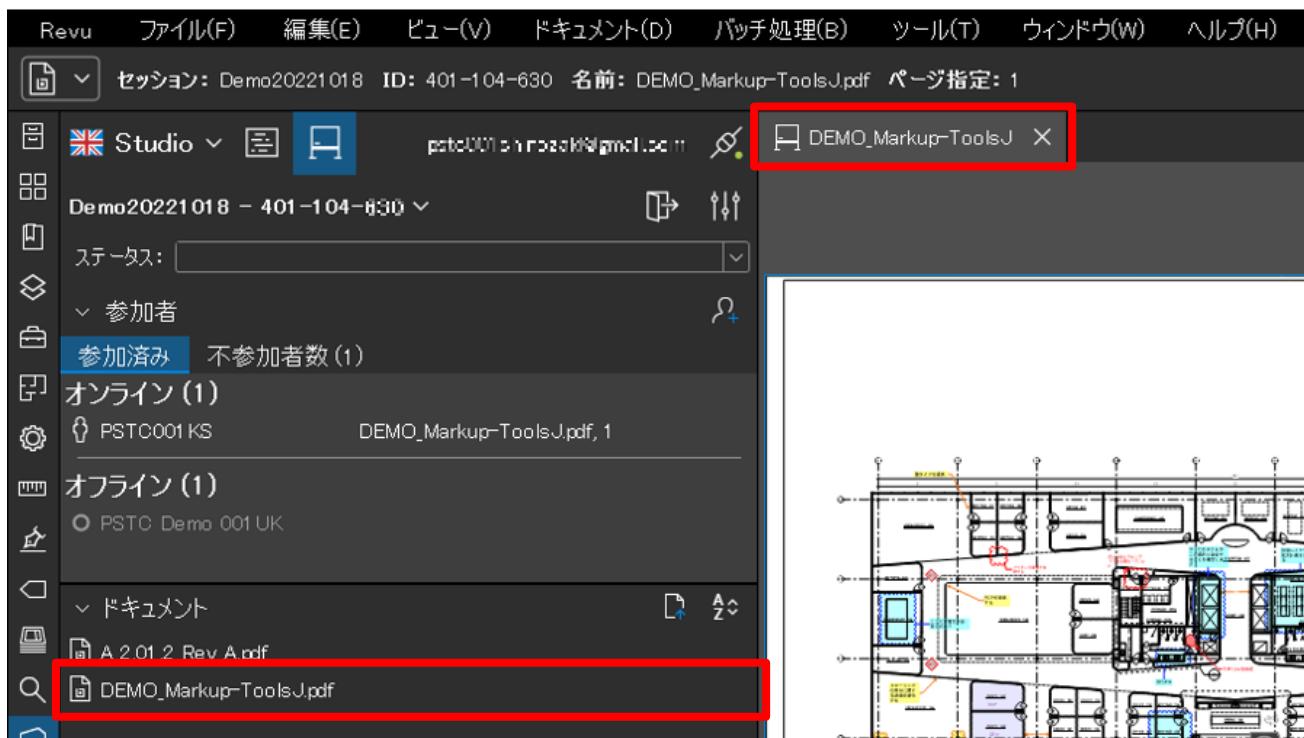 Revu ファイル(F) 編集(E) ビュー(V) ドキュメント(D) バッチ処理(B) ツール(T) ウィンドウ(W) ヘルプ(H)
セッション: Demo20221018 ID: 401-104-630 名前: DEMO_Markup-ToolsJ.pdf ページ指定: 1
Studio
DEMO_Markup-ToolsJ
Demo20221018 - 401-104-630
ステータス:
参加者
参加済み 不参加者数 (1)
オンライン (1)
PSTC001 KS DEMO_Markup-ToolsJ.pdf, 1
オフライン (1)
PSTC Demo 001 UK
ドキュメント
A 2.01.2 Rev A.pdf
DEMO_Markup-ToolsJ.pdf